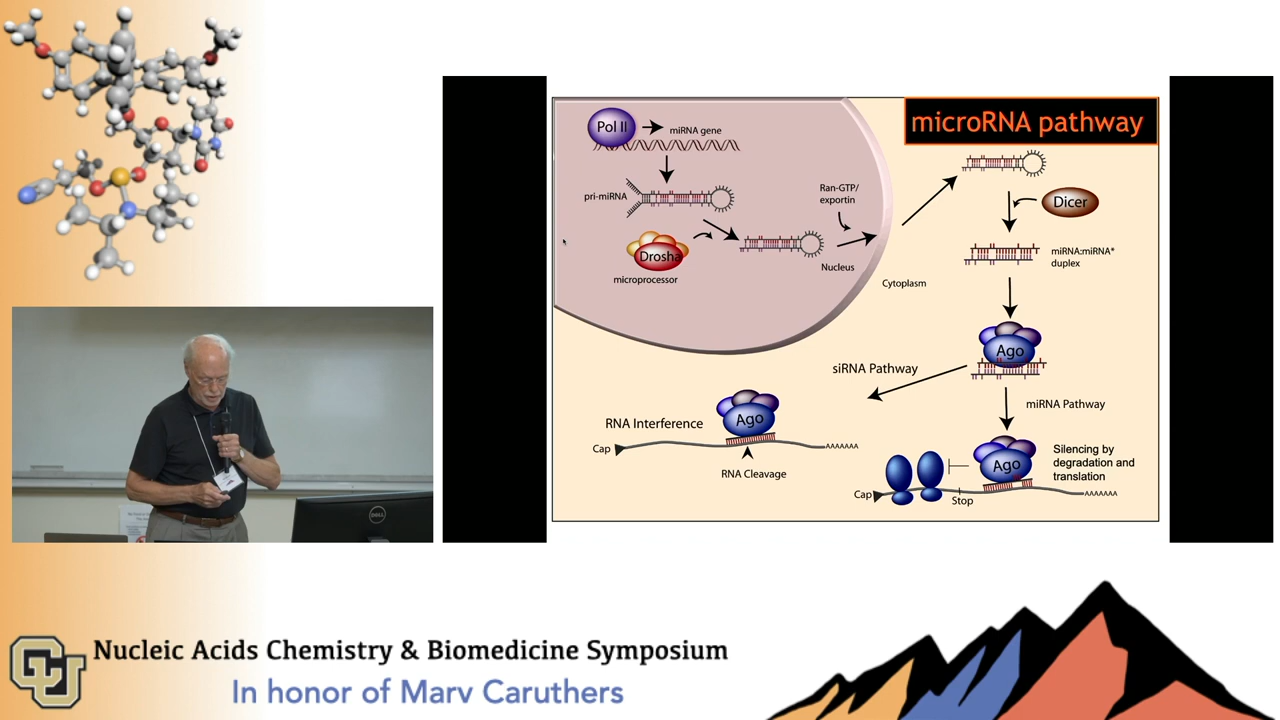 microRNA pathway
Pol II
miRNA gene
pri-miRNA
Drosha
microprocessor
Ran-GTP/
exportin
Nucleus
Cytoplasm
Dicer
miRNA:miRNA*
duplex
Ago
siRNA Pathway
miRNA Pathway
RNA Interference
Ago
Cap
AAAAAAA
RNA Cleavage
Ago
Silencing by
degradation and
translation
Cap
Stop
AAAAAAA
DELL
CU
Nucleic Acids Chemistry & Biomedicine Symposium
In honor of Marv Caruthers